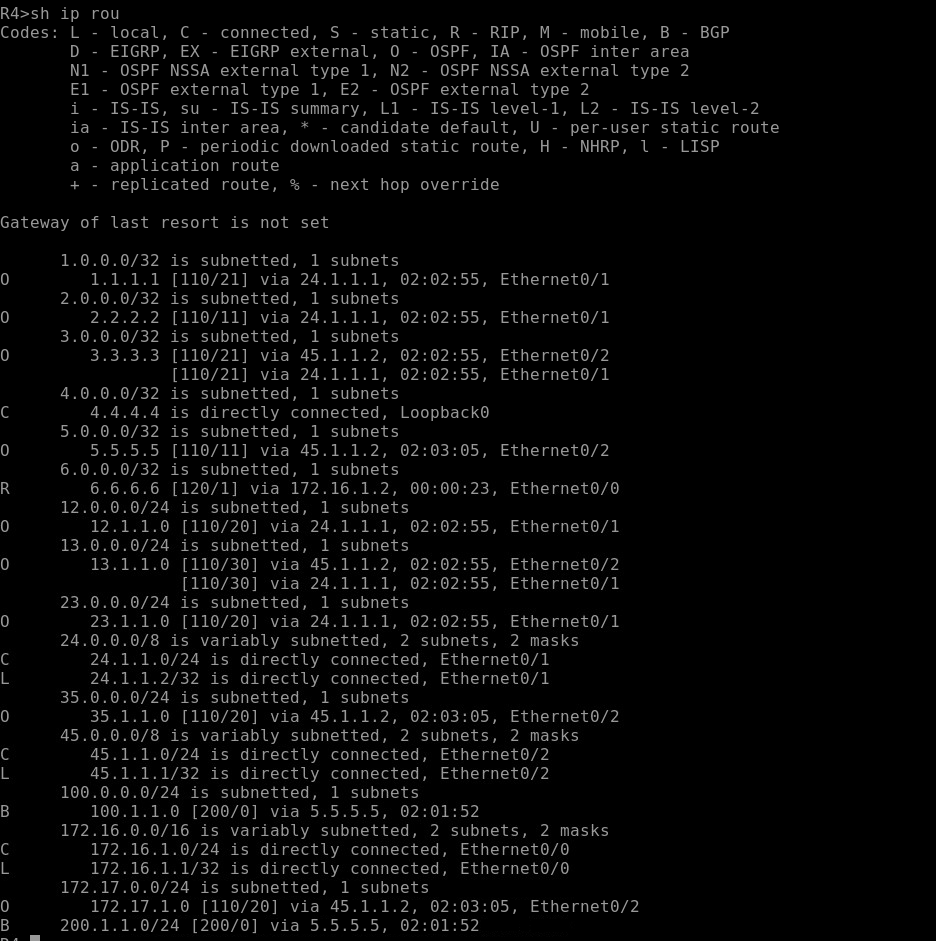 R4>sh ip rou
Codes: L - local, C - connected, S - static, R - RIP, M - mobile, B - BGP
       D - EIGRP, EX - EIGRP external, O - OSPF, IA - OSPF inter area
       N1 - OSPF NSSA external type 1, N2 - OSPF NSSA external type 2
       E1 - OSPF external type 1, E2 - OSPF external type 2
       i - IS-IS, su - IS-IS summary, L1 - IS-IS level-1, L2 - IS-IS level-2
       ia - IS-IS inter area, * - candidate default, U - per-user static route
       o - ODR, P - periodic downloaded static route, H - NHRP, l - LISP
       a - application route
       + - replicated route, % - next hop override

Gateway of last resort is not set

      1.0.0.0/32 is subnetted, 1 subnets
O        1.1.1.1 [110/21] via 24.1.1.1, 02:02:55, Ethernet0/1
      2.0.0.0/32 is subnetted, 1 subnets
O        2.2.2.2 [110/11] via 24.1.1.1, 02:02:55, Ethernet0/1
      3.0.0.0/32 is subnetted, 1 subnets
O        3.3.3.3 [110/21] via 45.1.1.2, 02:02:55, Ethernet0/2
                 [110/21] via 24.1.1.1, 02:02:55, Ethernet0/1
      4.0.0.0/32 is subnetted, 1 subnets
C        4.4.4.4 is directly connected, Loopback0
      5.0.0.0/32 is subnetted, 1 subnets
O        5.5.5.5 [110/11] via 45.1.1.2, 02:03:05, Ethernet0/2
      6.0.0.0/32 is subnetted, 1 subnets
R        6.6.6.6 [120/1] via 172.16.1.2, 00:00:23, Ethernet0/0
      12.0.0.0/24 is subnetted, 1 subnets
O        12.1.1.0 [110/20] via 24.1.1.1, 02:02:55, Ethernet0/1
      13.0.0.0/24 is subnetted, 1 subnets
O        13.1.1.0 [110/30] via 45.1.1.2, 02:02:55, Ethernet0/2
                  [110/30] via 24.1.1.1, 02:02:55, Ethernet0/1
      23.0.0.0/24 is subnetted, 1 subnets
O        23.1.1.0 [110/20] via 24.1.1.1, 02:02:55, Ethernet0/1
      24.0.0.0/8 is variably subnetted, 2 subnets, 2 masks
C        24.1.1.0/24 is directly connected, Ethernet0/1
L        24.1.1.2/32 is directly connected, Ethernet0/1
      35.0.0.0/24 is subnetted, 1 subnets
O        35.1.1.0 [110/20] via 45.1.1.2, 02:03:05, Ethernet0/2
      45.0.0.0/8 is variably subnetted, 2 subnets, 2 masks
C        45.1.1.0/24 is directly connected, Ethernet0/2
L        45.1.1.1/32 is directly connected, Ethernet0/2
      100.0.0.0/24 is subnetted, 1 subnets
B        100.1.1.0 [200/0] via 5.5.5.5, 02:01:52
      172.16.0.0/16 is variably subnetted, 2 subnets, 2 masks
C        172.16.1.0/24 is directly connected, Ethernet0/0
L        172.16.1.1/32 is directly connected, Ethernet0/0
      172.17.0.0/24 is subnetted, 1 subnets
O        172.17.1.0 [110/20] via 45.1.1.2, 02:03:05, Ethernet0/2
B     200.1.1.0/24 [200/0] via 5.5.5.5, 02:01:52